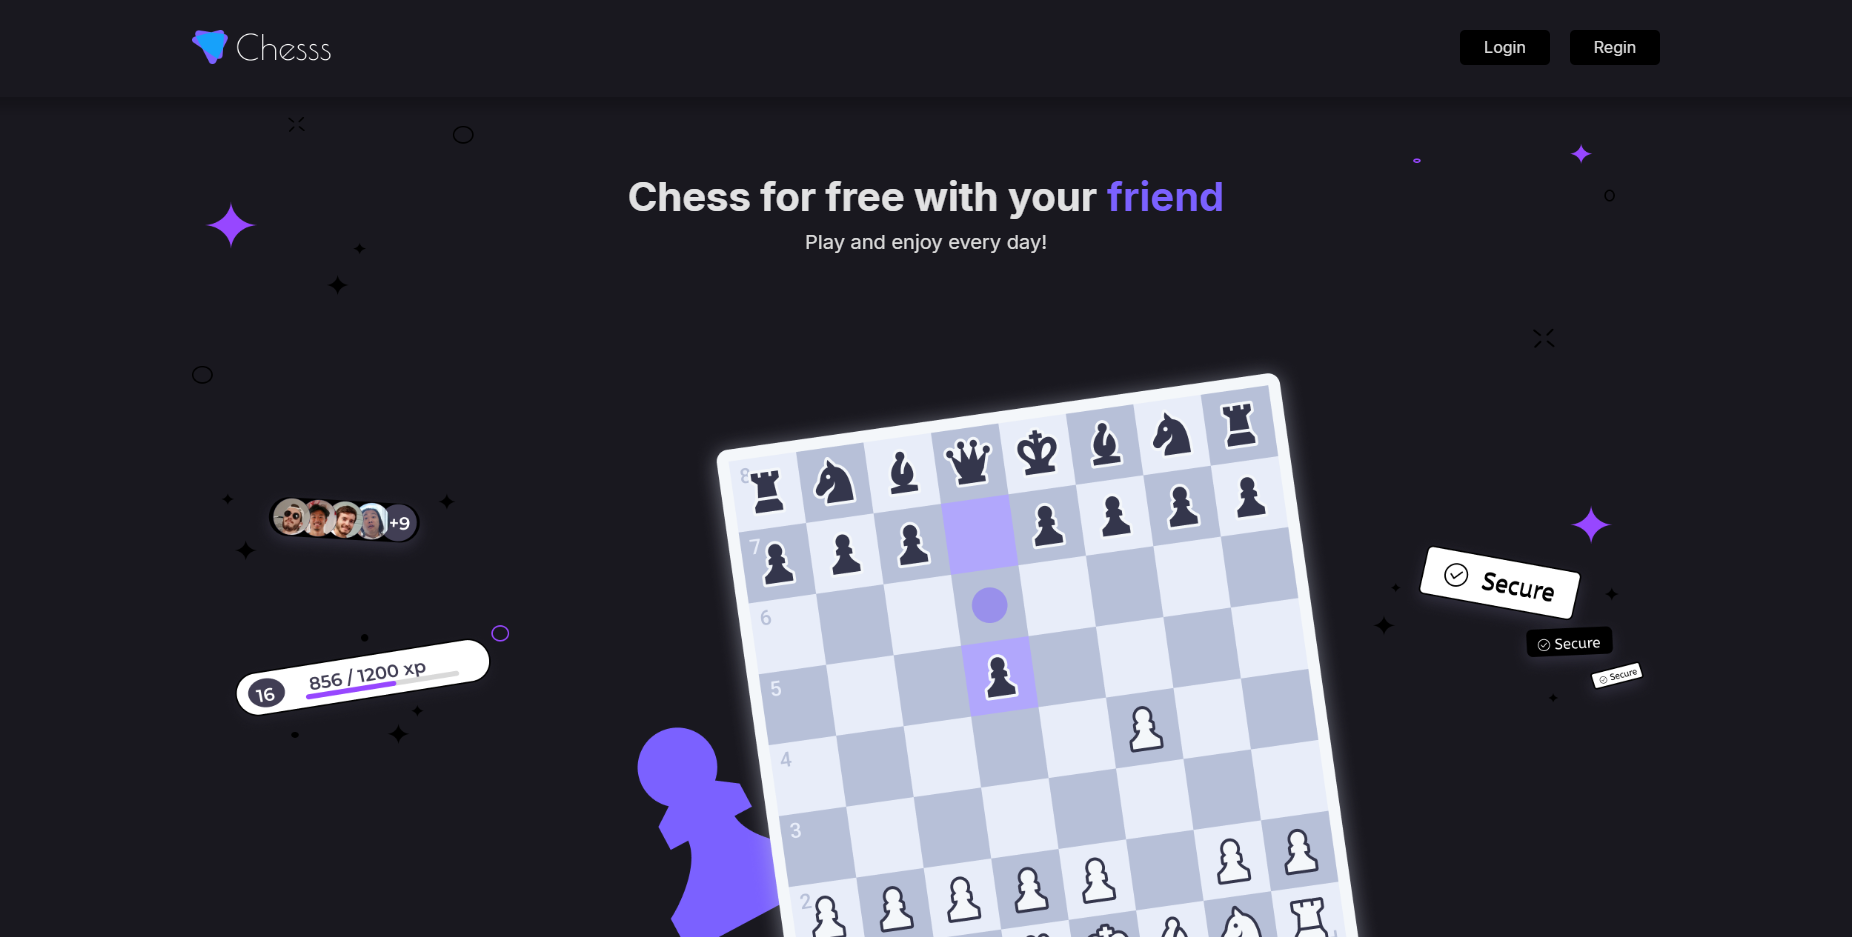 Chesss
Login
Regin
Chess for free with your friend
Play and enjoy every day!
8
7
6
5
4
3
2
+9
16
856 / 1200 xp
Secure
Secure
Secure